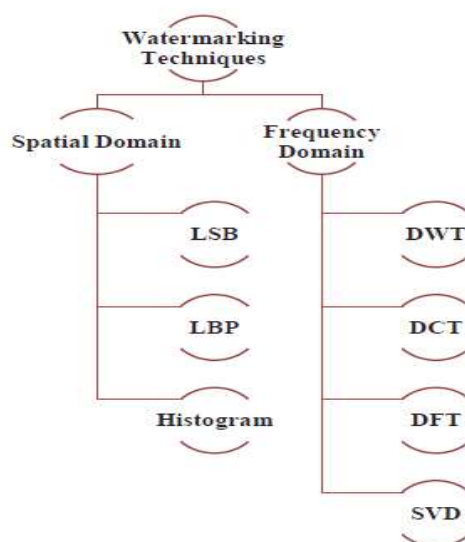 Watermarking
Techniques
Spatial Domain
Frequency
Domain
LSB
LBP
Histogram
DWT
DCT
DFT
SVD